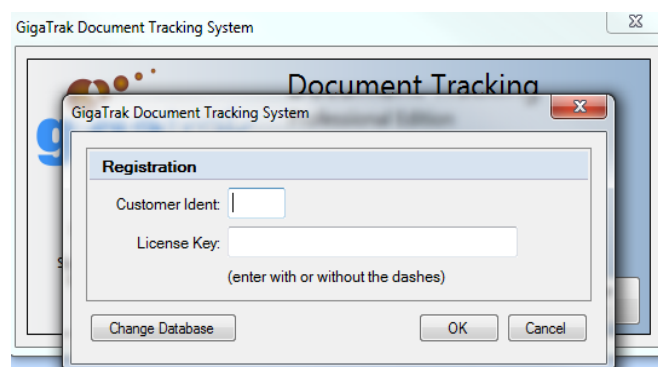 GigaTrak Document Tracking System
Document Tracking
GigaTrak Document Tracking System
Registration
Customer Ident:
License Key:
(enter with or without the dashes)
Change Database
OK
Cancel